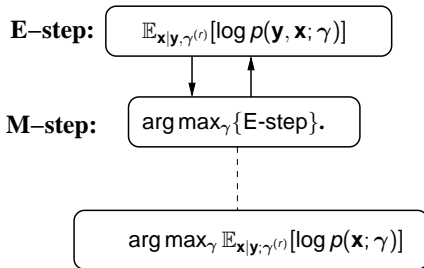 E–step: 𝔼_{𝐱|𝐲,γ^{(r)}}[log p(𝐲, 𝐱; γ)]
M–step: arg max_γ{E-step}.
arg max_γ 𝔼_{𝐱|𝐲;γ^{(r)}}[log p(𝐱; γ)]